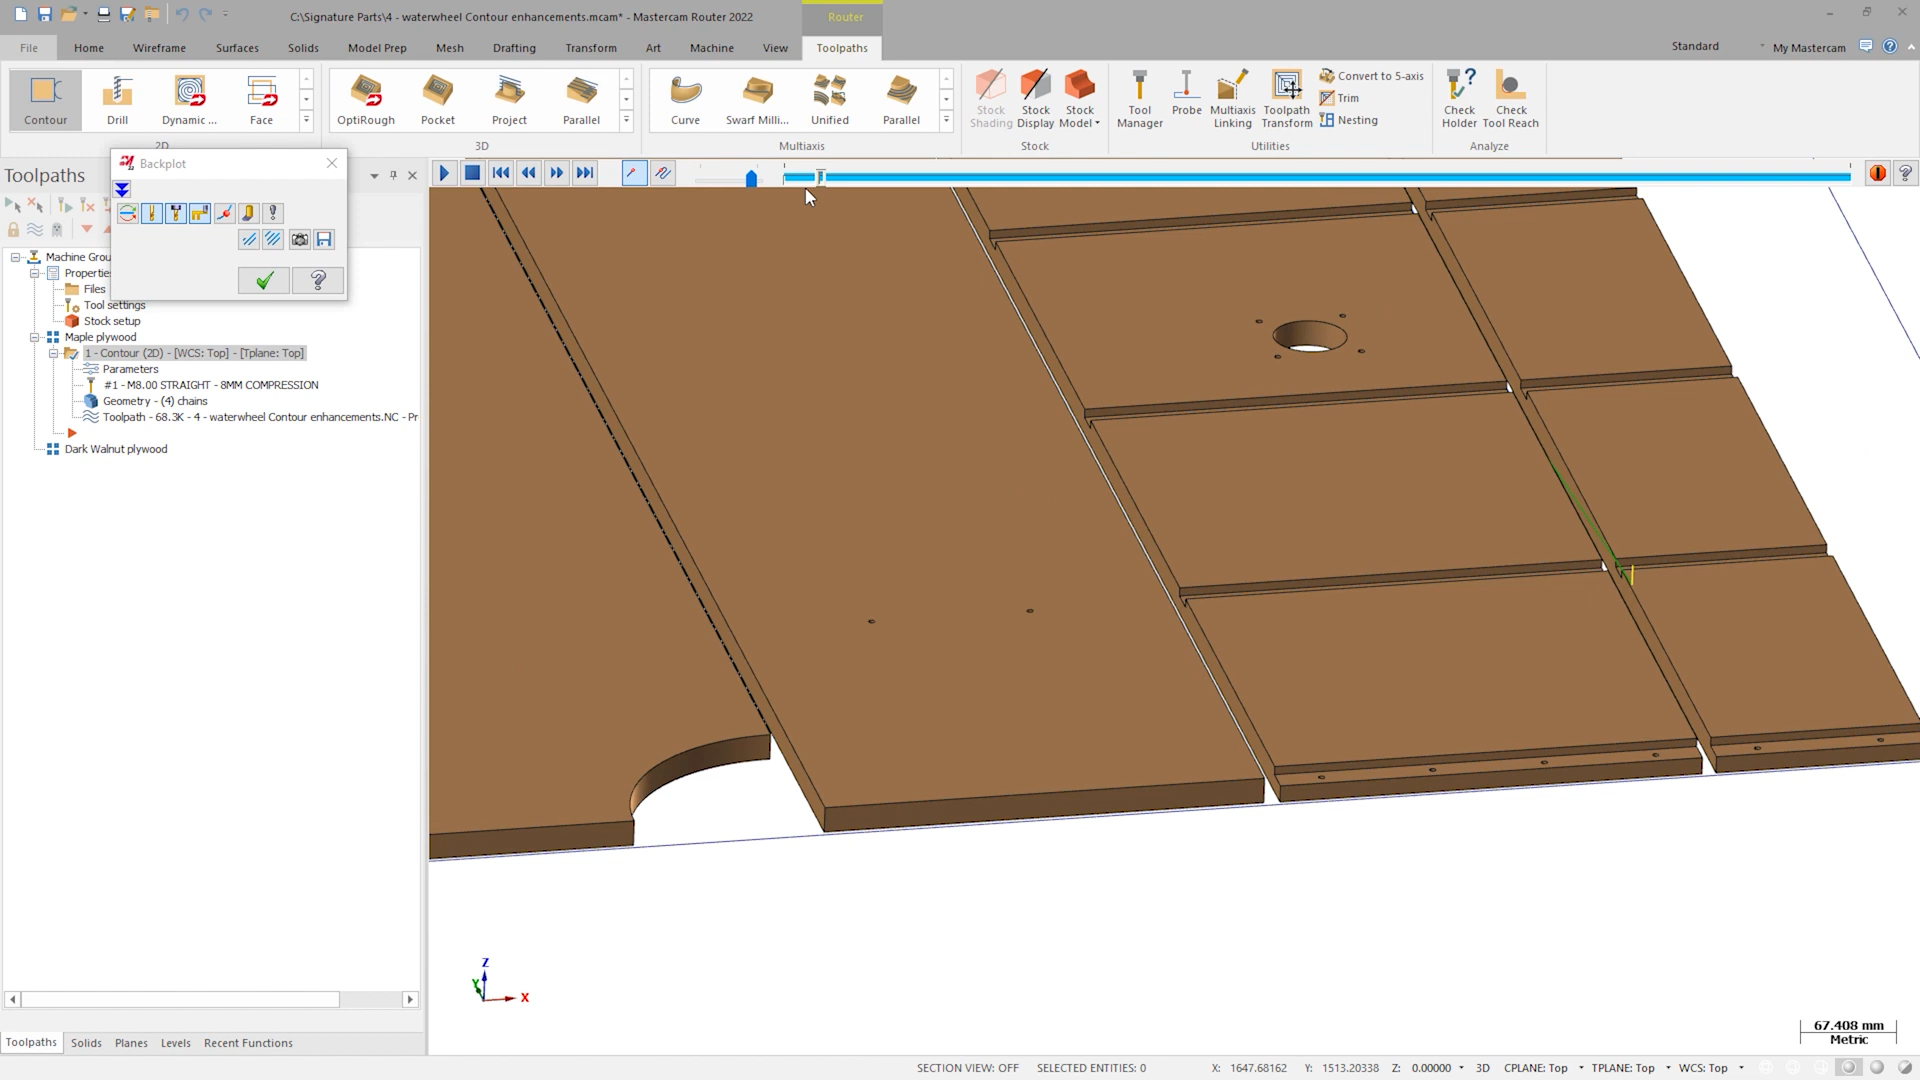 C:\Signature Parts\4 - waterwheel Contour enhancements.mcam* - Mastercam Router 2022
Router
File
Home
Wireframe
Surfaces
Solids
Model Prep
Mesh
Drafting
Transform
Art
Machine
View
Toolpaths
Standard
My Mastercam
Contour
Drill
Dynamic ...
Face
2D
OptiRough
Pocket
Project
Parallel
3D
Curve
Swarf Milli...
Unified
Parallel
Multiaxis
Stock Shading
Stock Display
Stock Model
Stock
Tool Manager
Probe
Multiaxis Linking
Toolpath Transform
Convert to 5-axis
Trim
Nesting
Utilities
Check Holder
Check Tool Reach
Analyze
Toolpaths
Backplot
Machine Grou
Propertie
Files
Tool settings
Stock setup
Maple plywood
1 - Contour (2D) - [WCS: Top] - [Tplane: Top]
Parameters
#1 - M8.00 STRAIGHT - 8MM COMPRESSION
Geometry - (4) chains
Toolpath - 68.3K - 4 - waterwheel Contour enhancements.NC - Pr
Dark Walnut plywood
Z
Y
X
67.408 mm
Metric
Toolpaths
Solids
Planes
Levels
Recent Functions
SECTION VIEW: OFF
SELECTED ENTITIES: 0
X: 1647.68162
Y: 1513.20338
Z: 0.00000
3D
CPLANE: Top
TPLANE: Top
WCS: Top